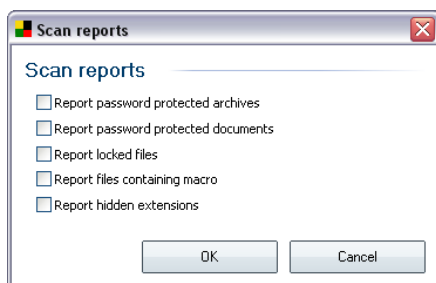 Scan reports
Scan reports
Report password protected archives
Report password protected documents
Report locked files
Report files containing macro
Report hidden extensions
OK
Cancel